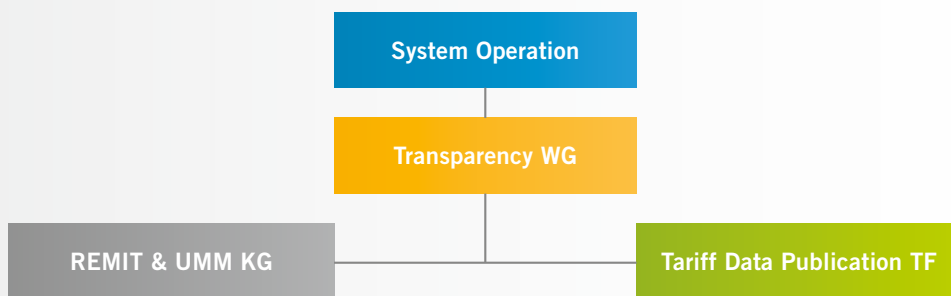 System Operation
Transparency WG
REMIT & UMM KG
Tariff Data Publication TF